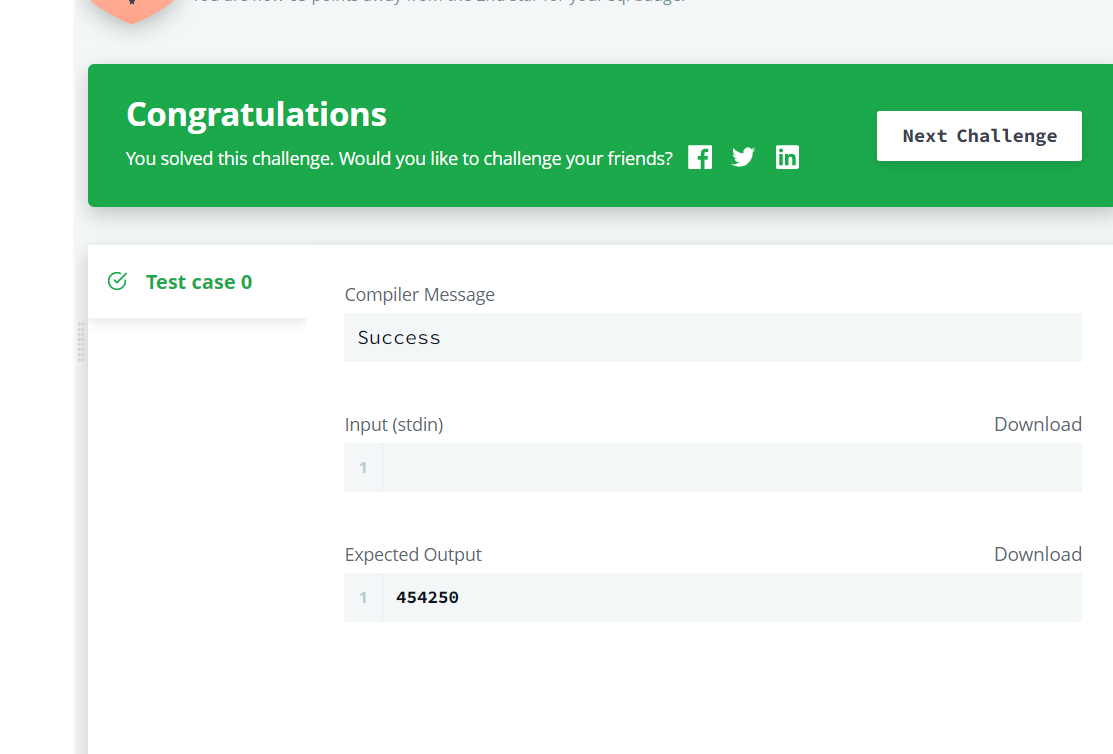 Congratulations
You solved this challenge. Would you like to challenge your friends?
Next Challenge
Test case 0
Compiler Message
Success
Input (stdin)
Download
1
Expected Output
Download
1
454250